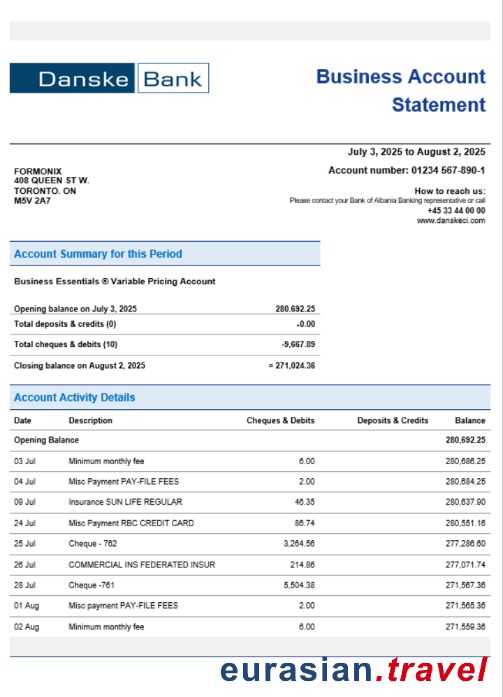 Danske Bank
Business Account
Statement
July 3, 2025 to August 2, 2025
Account number: 01234 567-890-1
FORMONIX
408 QUEEN ST W.
TORONTO. ON
M5V 2A7
How to reach us:
Please contact your Bank of Albania Banking representative or call
+45 33 44 00 00
www.danskeci.com
Account Summary for this Period
Business Essentials ® Variable Pricing Account
Opening balance on July 3, 2025 280,692.25
Total deposits & credits (0) -0.00
Total cheques & debits (10) -9,667.89
Closing balance on August 2, 2025 = 271,024.36
Account Activity Details
Date Description Cheques & Debits Deposits & Credits Balance
Opening Balance 280,692.25
03 Jul Minimum monthly fee 6.00 280,686.25
04 Jul Misc Payment PAY-FILE FEES 2.00 280,684.25
09 Jul Insurance SUN LIFE REGULAR 46.35 280,637.90
24 Jul Misc Payment RBC CREDIT CARD 86.74 280,551.16
25 Jul Cheque - 762 3,264.56 277,286.60
26 Jul COMMERCIAL INS FEDERATED INSUR 214.86 277,071.74
28 Jul Cheque -761 5,504.38 271,567.36
01 Aug Misc payment PAY-FILE FEES 2.00 271,565.36
02 Aug Minimum monthly fee 6.00 271,559.36
eurasian.travel